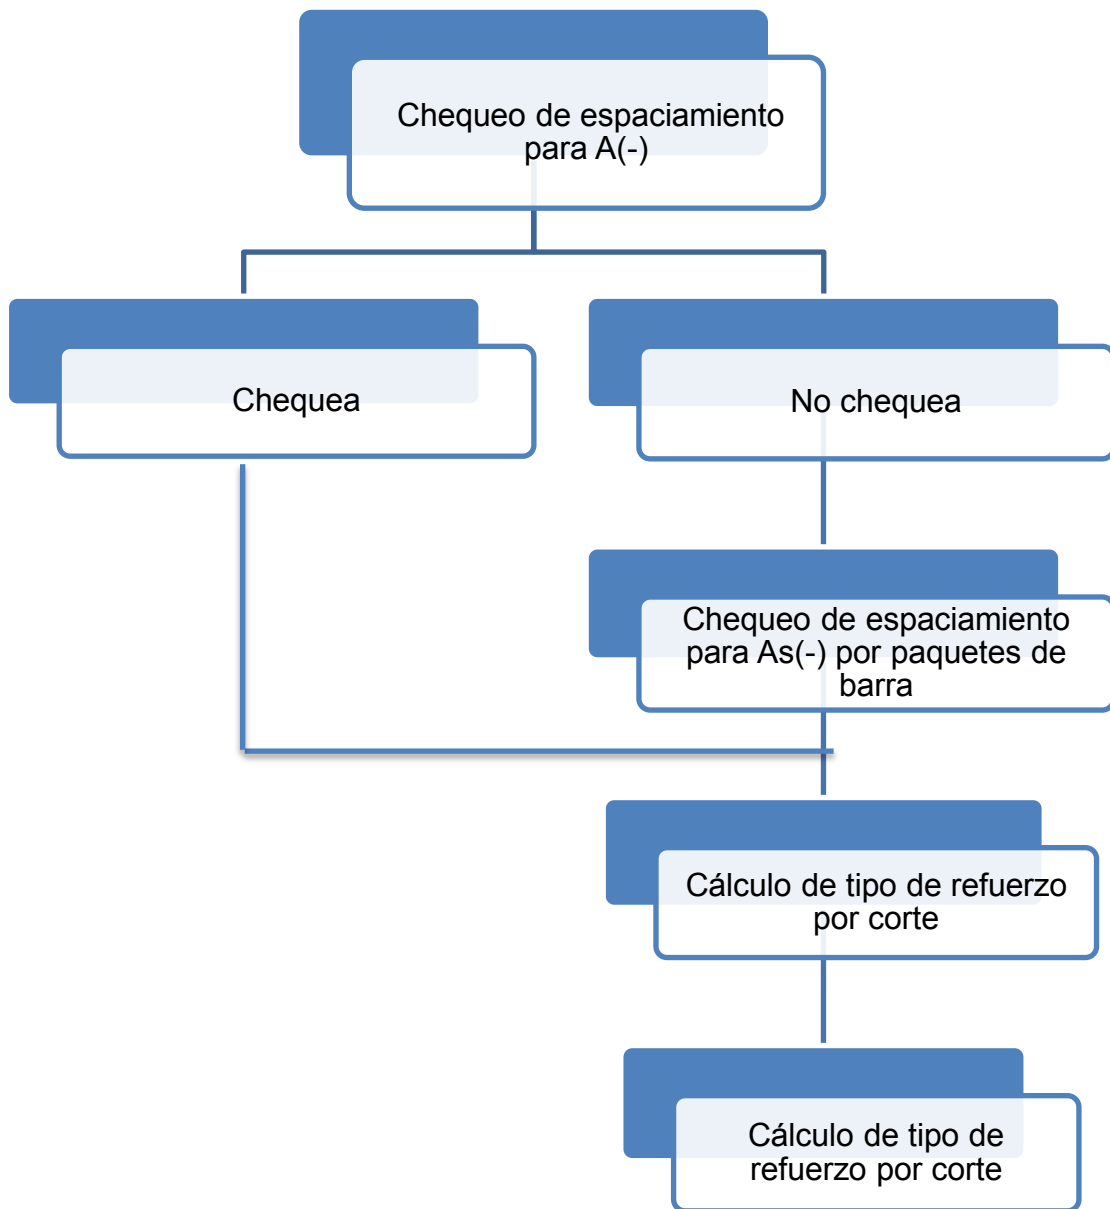 Chequeo de espaciamiento
para A(-)
Chequea
No chequea
Chequeo de espaciamiento
para As(-) por paquetes de
barra
Cálculo de tipo de refuerzo
por corte
Cálculo de tipo de
refuerzo por corte